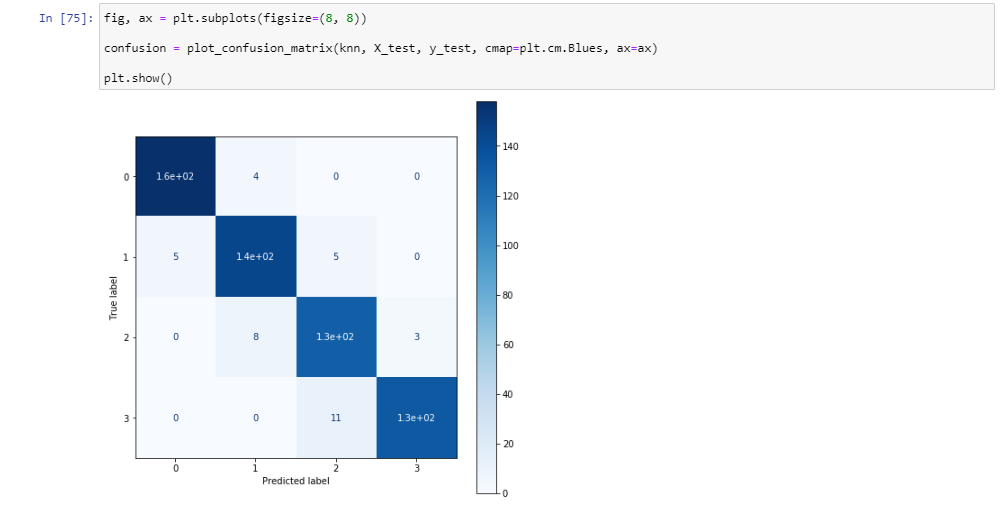 In [75]: fig, ax = plt.subplots(figsize=(8, 8))
confusion = plot_confusion_matrix(knn, X_test, y_test, cmap=plt.cm.Blues, ax=ax)
plt.show()
140
120
100
80
60
40
20
0
True label
0 1.6e+02 4 0 0
1 5 1.4e+02 5 0
2 0 8 1.3e+02 3
3 0 0 11 1.3e+02
0 1 2 3
Predicted label